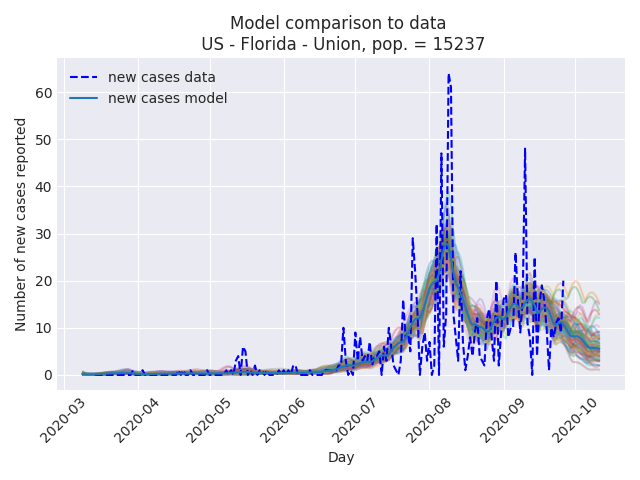 Model comparison to data
US - Florida - Union, pop. = 15237
new cases data
new cases model
Number of new cases reported
60
50
40
30
20
10
0
2020-03
2020-04
2020-05
2020-06
2020-07
2020-08
2020-09
2020-10
Day